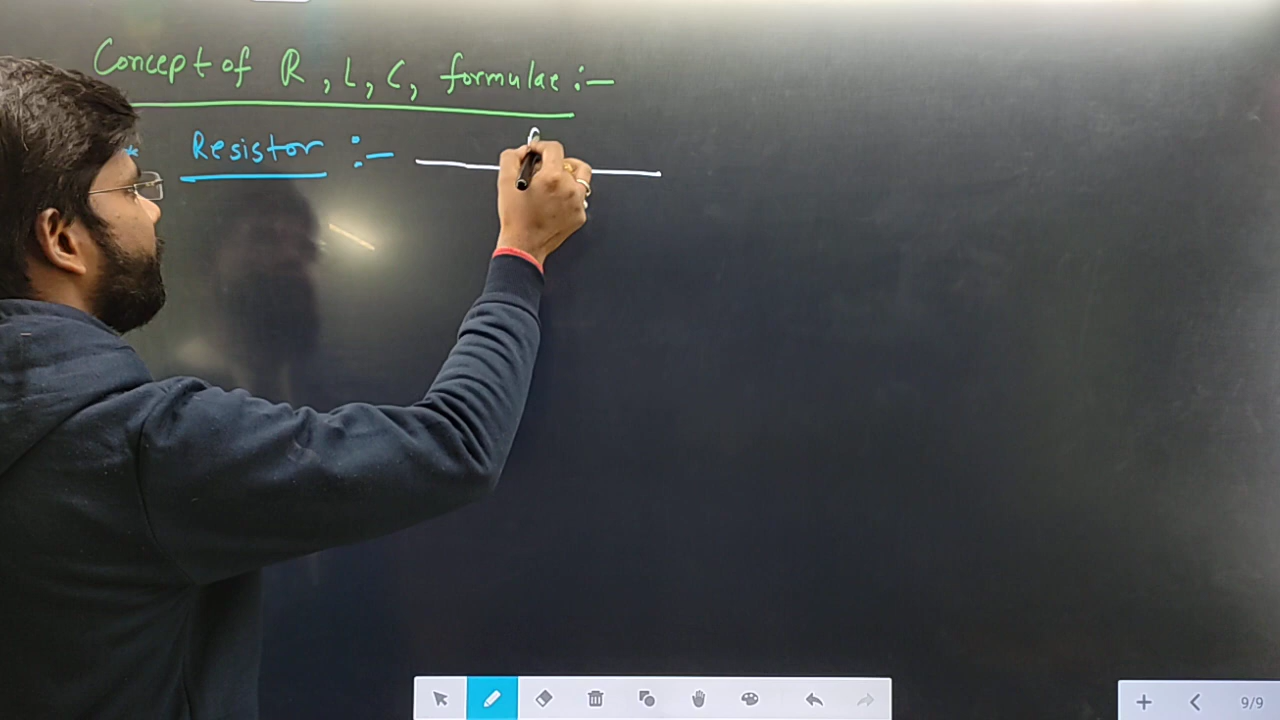 Concept of R, L, C, formulae :-
* Resistor :-
9/9